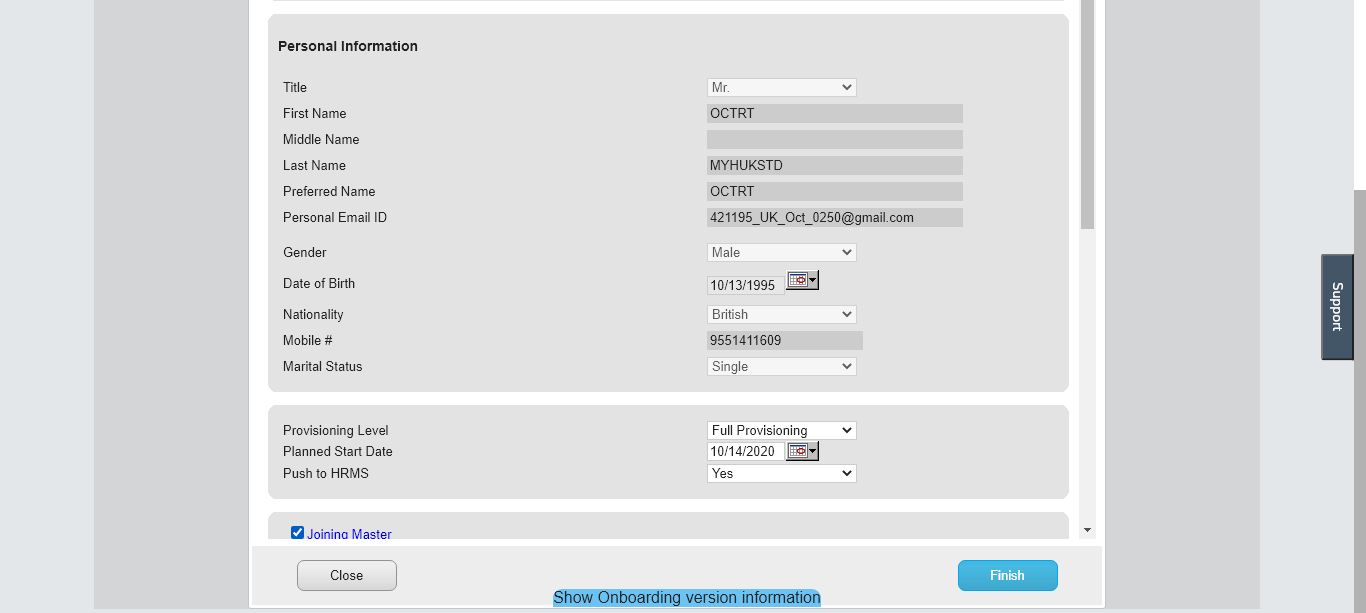 Personal Information
Title Mr.
First Name OCTRT
Middle Name
Last Name MYHUKSTD
Preferred Name OCTRT
Personal Email ID 421195_UK_Oct_0250@gmail.com
Gender Male
Date of Birth 10/13/1995
Nationality British
Mobile # 9551411609
Marital Status Single
Provisioning Level Full Provisioning
Planned Start Date 10/14/2020
Push to HRMS Yes
Joining Master
Close Finish
Show Onboarding version information
Support